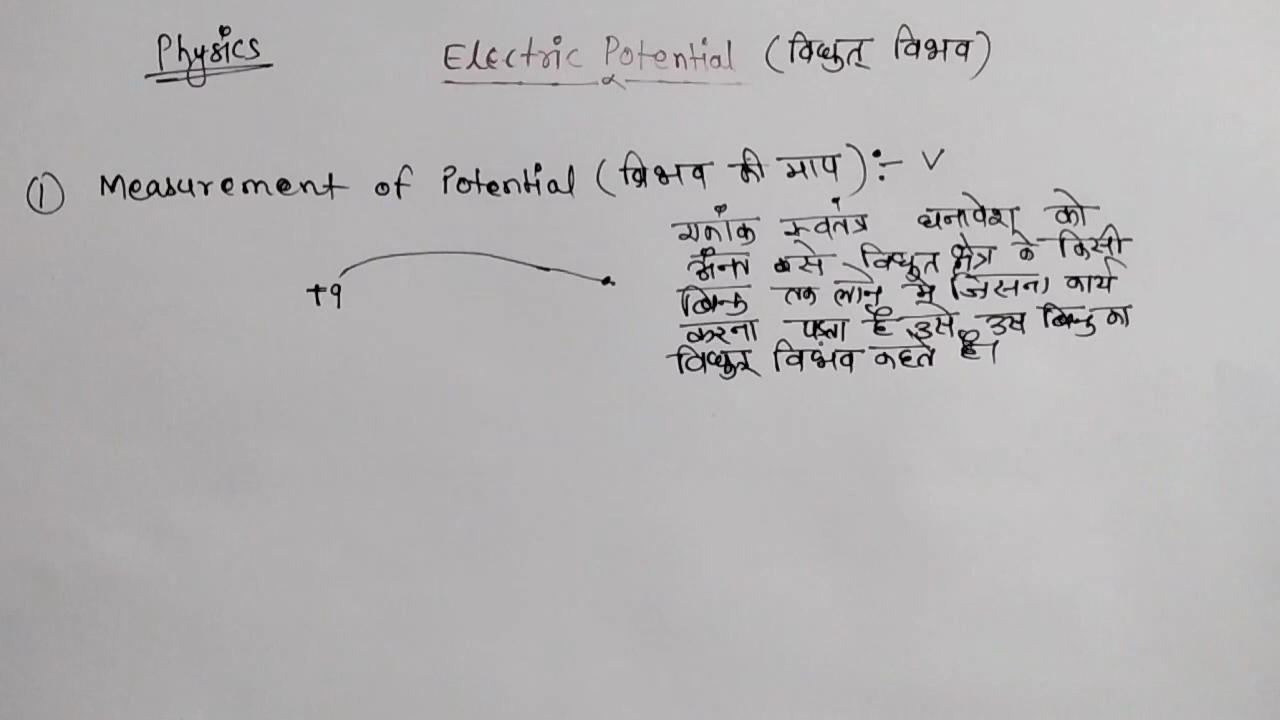 Physics
Electric Potential (विधुत् विभव)
① Measurement of Potential (विभव की माप) :- V
एकांक स्वतंत्र धनावेश को
से विधुत क्षेत्र के किसी
बिन्दु तक लाने में जितना कार्य
करना पड़ता है, उसे उस बिन्दु का
विधुत् विभव कहते है।
+q